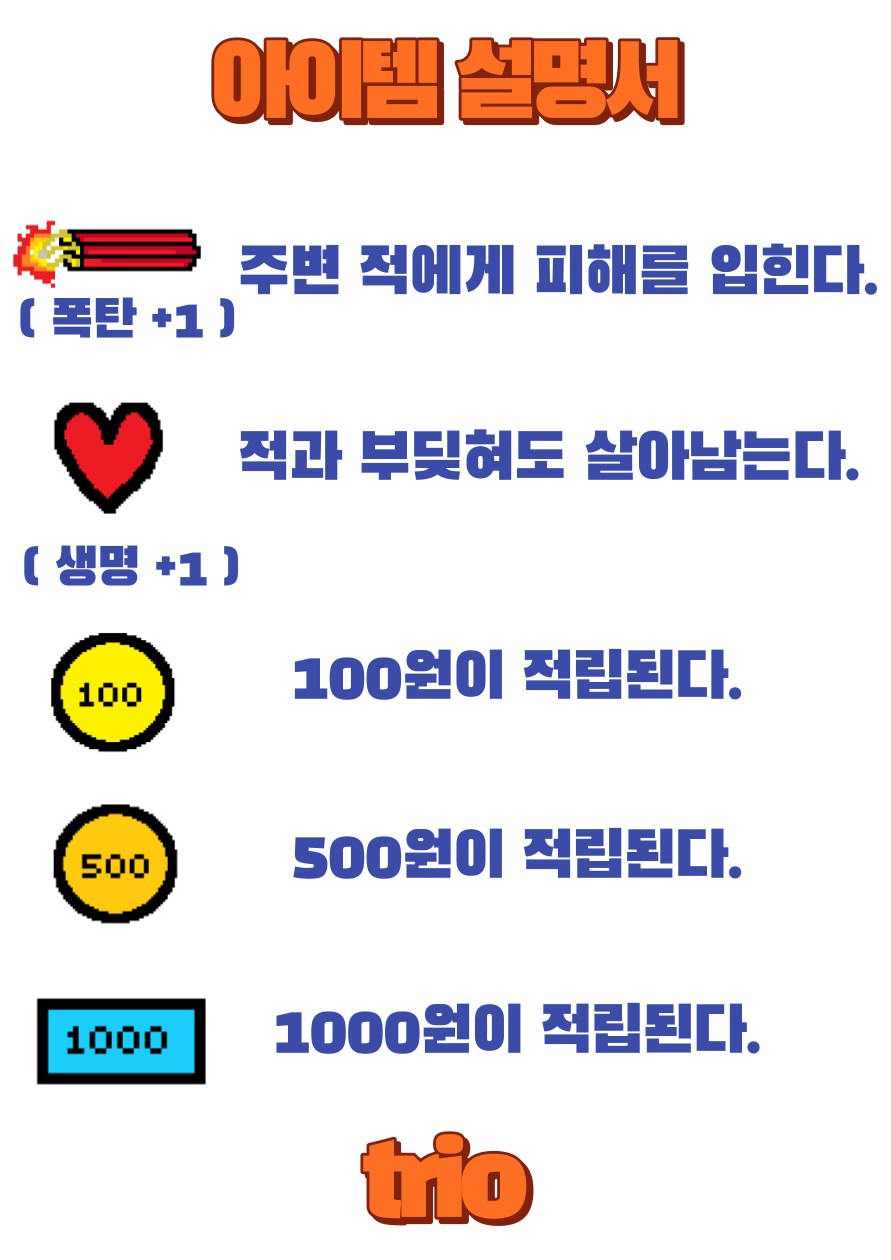 아이템 설명서
주변 적에게 피해를 입힌다.
( 폭탄 +1 )
적과 부딪혀도 살아남는다.
( 생명 +1 )
100
100원이 적립된다.
500
500원이 적립된다.
1000
1000원이 적립된다.
trio